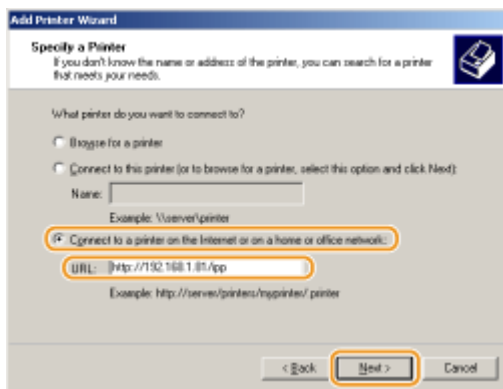 Add Printer Wizard
Specify a Printer
If you don't know the name or address of the printer, you can search for a printer
that meets your needs.
What printer do you want to connect to?
Browse for a printer
Connect to this printer (or to browse for a printer, select this option and click Next):
Name:
Example: \\server\printer
Connect to a printer on the Internet or on a home or office network:
URL: http://192.168.1.81/ipp
Example: http://server/printers/myprinter/.printer
< Back Next > Cancel